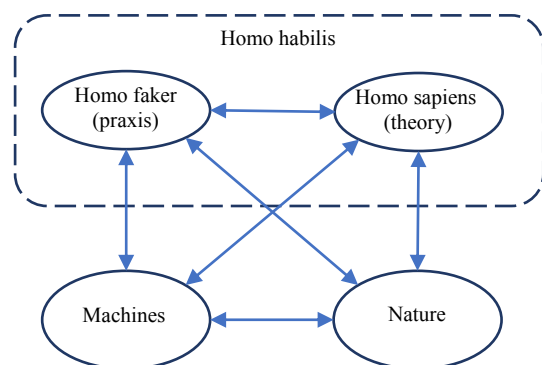 Homo habilis
Homo faker
(praxis)
Homo sapiens
(theory)
Machines
Nature